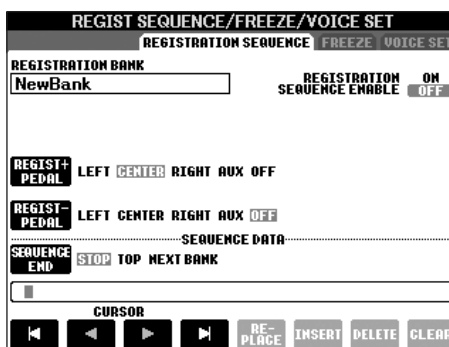 REGIST SEQUENCE/FREEZE/VOICE SET
REGISTRATION SEQUENCE FREEZE VOICE SET
REGISTRATION BANK
NewBank
REGISTRATION SEQUENCE ENABLE ON OFF
REGIST+ PEDAL LEFT CENTER RIGHT AUX OFF
REGIST- PEDAL LEFT CENTER RIGHT AUX OFF
SEQUENCE DATA
SEQUENCE END STOP TOP NEXT BANK
CURSOR
RE-PLACE INSERT DELETE CLEAR